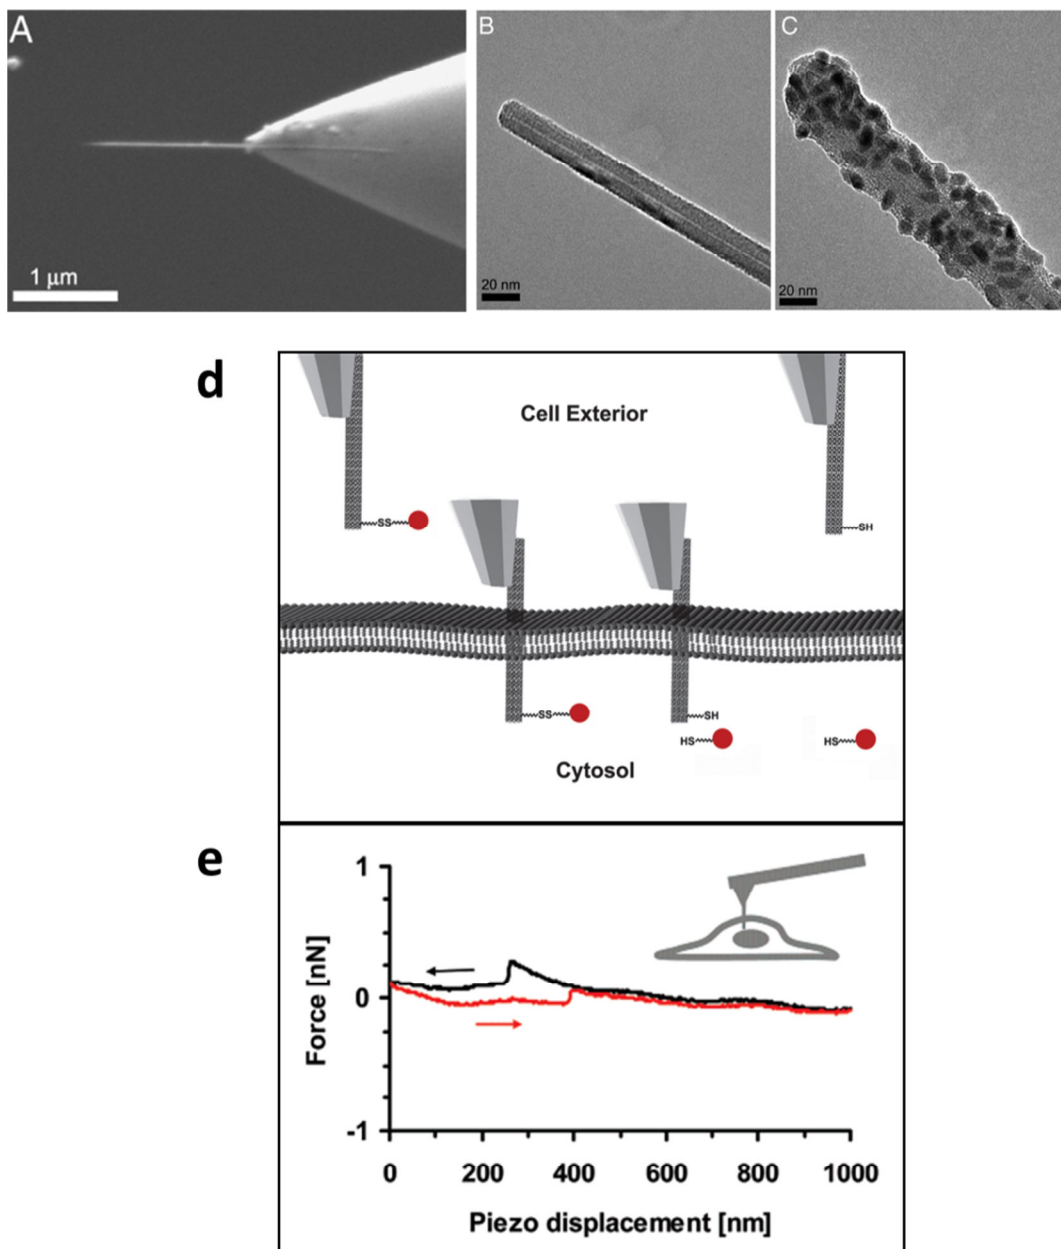 A
B
C
1 μm
20 nm
20 nm
d
Cell Exterior
SS
SH
SS
SH
HS
HS
Cytosol
e
1
0
-1
Force [nN]
0
200
400
600
800
1000
Piezo displacement [nm]